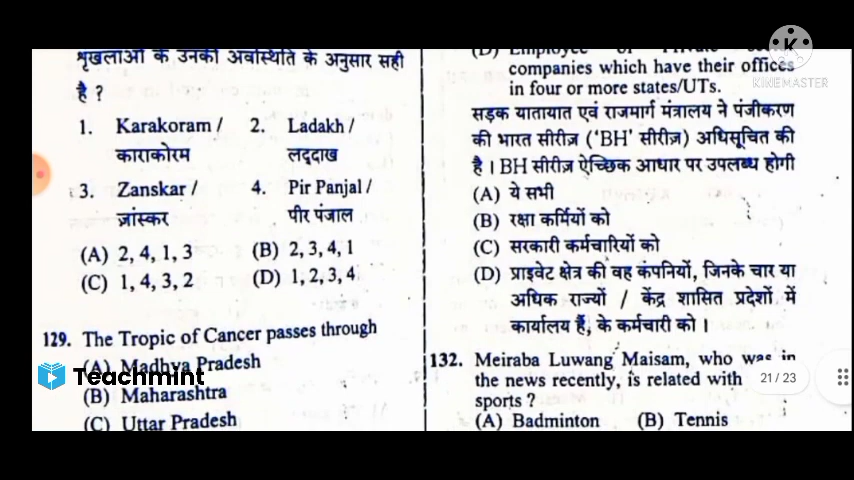 शृंखलाओं के उनकी अवस्थिति के अनुसार सही
है ?
1. Karakoram / 2. Ladakh /
काराकोरम लद्दाख
3. Zanskar / 4. Pir Panjal /
ज़ांस्कर पीर पंजाल
(A) 2, 4, 1, 3 (B) 2, 3, 4, 1
(C) 1, 4, 3, 2 (D) 1, 2, 3, 4
129. The Tropic of Cancer passes through
(A) Madhya Pradesh
Teachmint
(B) Maharashtra
(C) Uttar Pradesh
(D) Employee of Private
companies which have their offices
in four or more states/UTs.
सड़क यातायात एवं राजमार्ग मंत्रालय ने पंजीकरण
की भारत सीरीज़ ('BH' सीरीज़) अधिसूचित की
है । BH सीरीज़ ऐच्छिक आधार पर उपलब्ध होगी
(A) ये सभी
(B) रक्षा कर्मियों को
(C) सरकारी कर्मचारियों को
(D) प्राइवेट क्षेत्र की वह कंपनियों, जिनके चार या
अधिक राज्यों / केंद्र शासित प्रदेशों में
कार्यालय हैं, के कर्मचारी को ।
132. Meiraba Luwang Maisam, who was in
the news recently, is related with
sports ?
(A) Badminton (B) Tennis
21 / 23
K
KINEMASTER